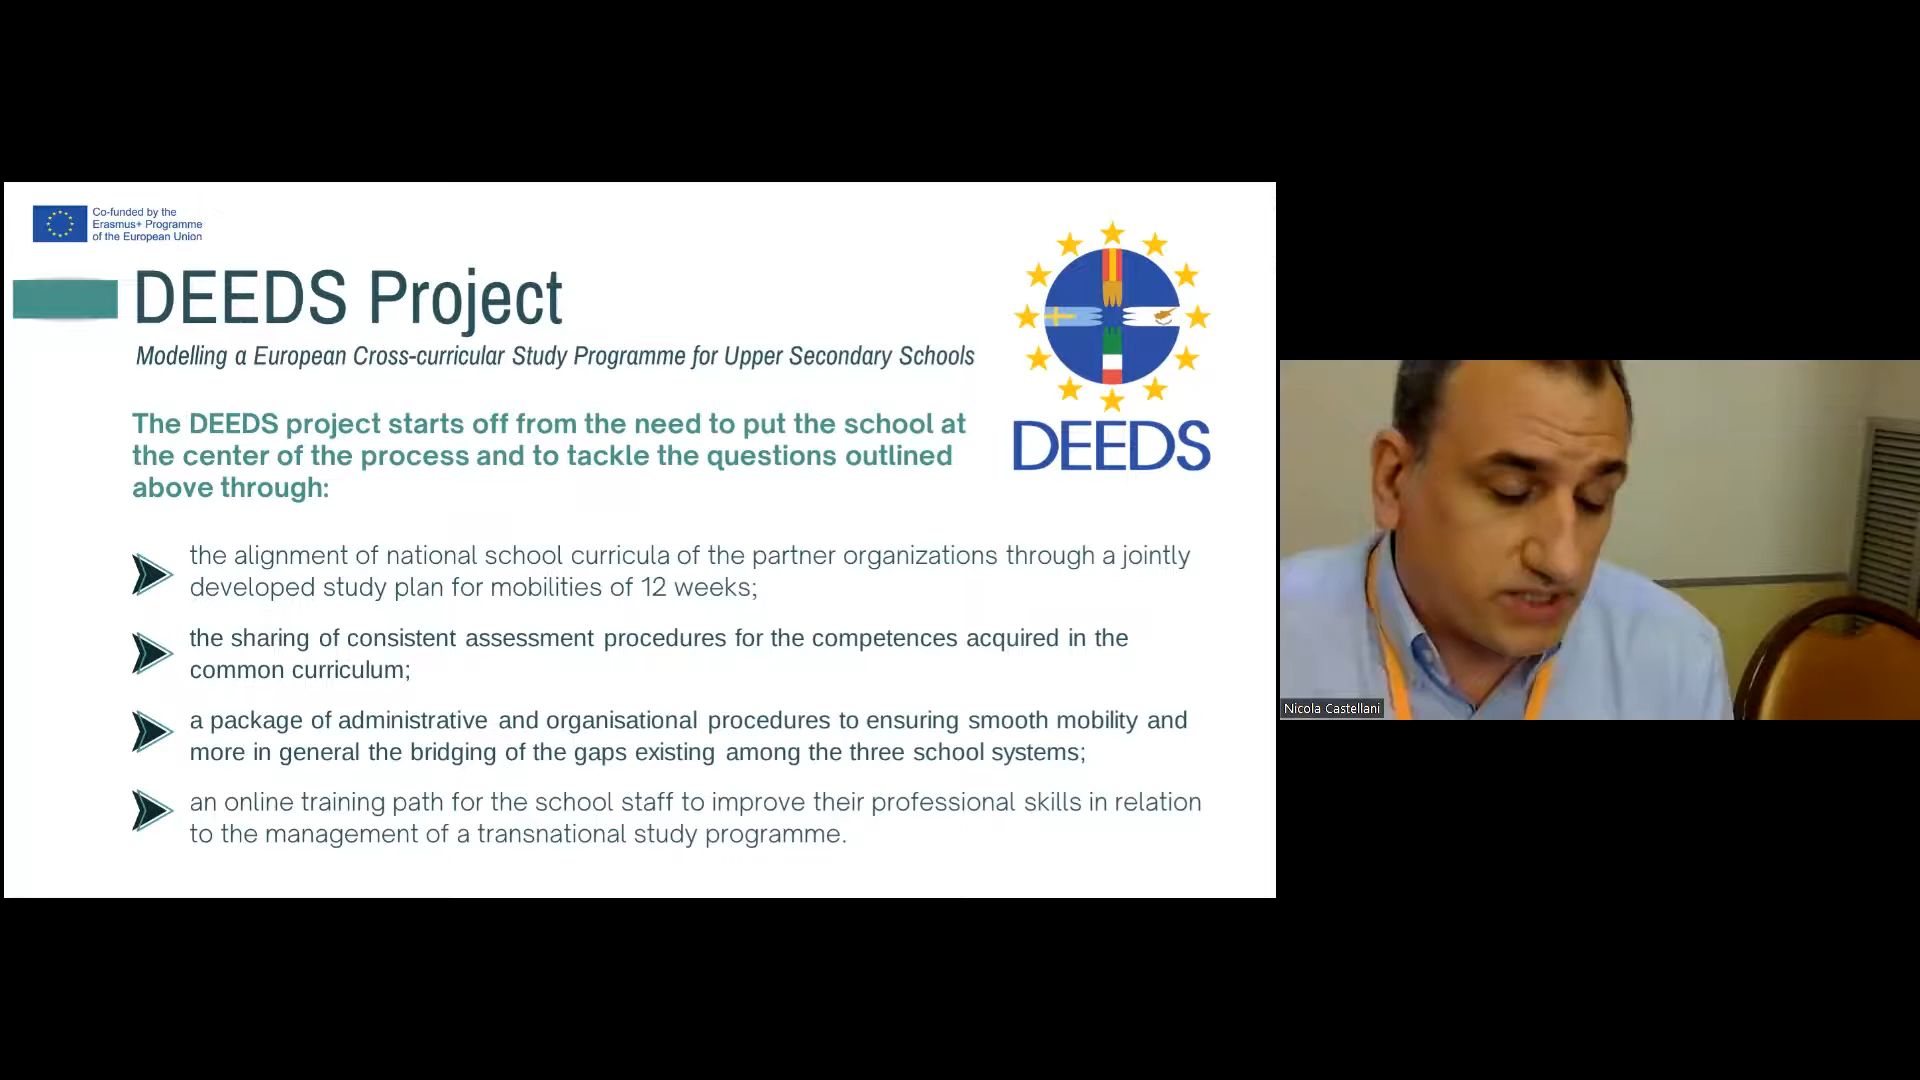 Co-funded by the
Erasmus+ Programme
of the European Union
DEEDS Project
Modelling a European Cross-curricular Study Programme for Upper Secondary Schools
The DEEDS project starts off from the need to put the school at
the center of the process and to tackle the questions outlined
above through:
DEEDS
the alignment of national school curricula of the partner organizations through a jointly
developed study plan for mobilities of 12 weeks;
the sharing of consistent assessment procedures for the competences acquired in the
common curriculum;
a package of administrative and organisational procedures to ensuring smooth mobility and
more in general the bridging of the gaps existing among the three school systems;
an online training path for the school staff to improve their professional skills in relation
to the management of a transnational study programme.
Nicola Castellani